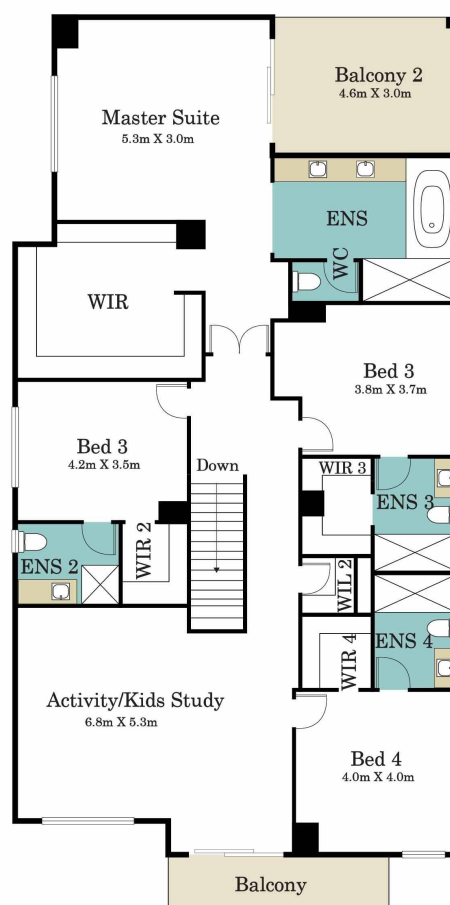 Balcony 2
4.6m X 3.0m
Master Suite
5.3m X 3.0m
ENS
WC
WIR
Bed 3
3.8m X 3.7m
Bed 3
4.2m X 3.5m
Down
WIR 3
ENS 3
WIR 2
ENS 2
WIL 2
WIR 4
ENS 4
Activity/Kids Study
6.8m X 5.3m
Bed 4
4.0m X 4.0m
Balcony